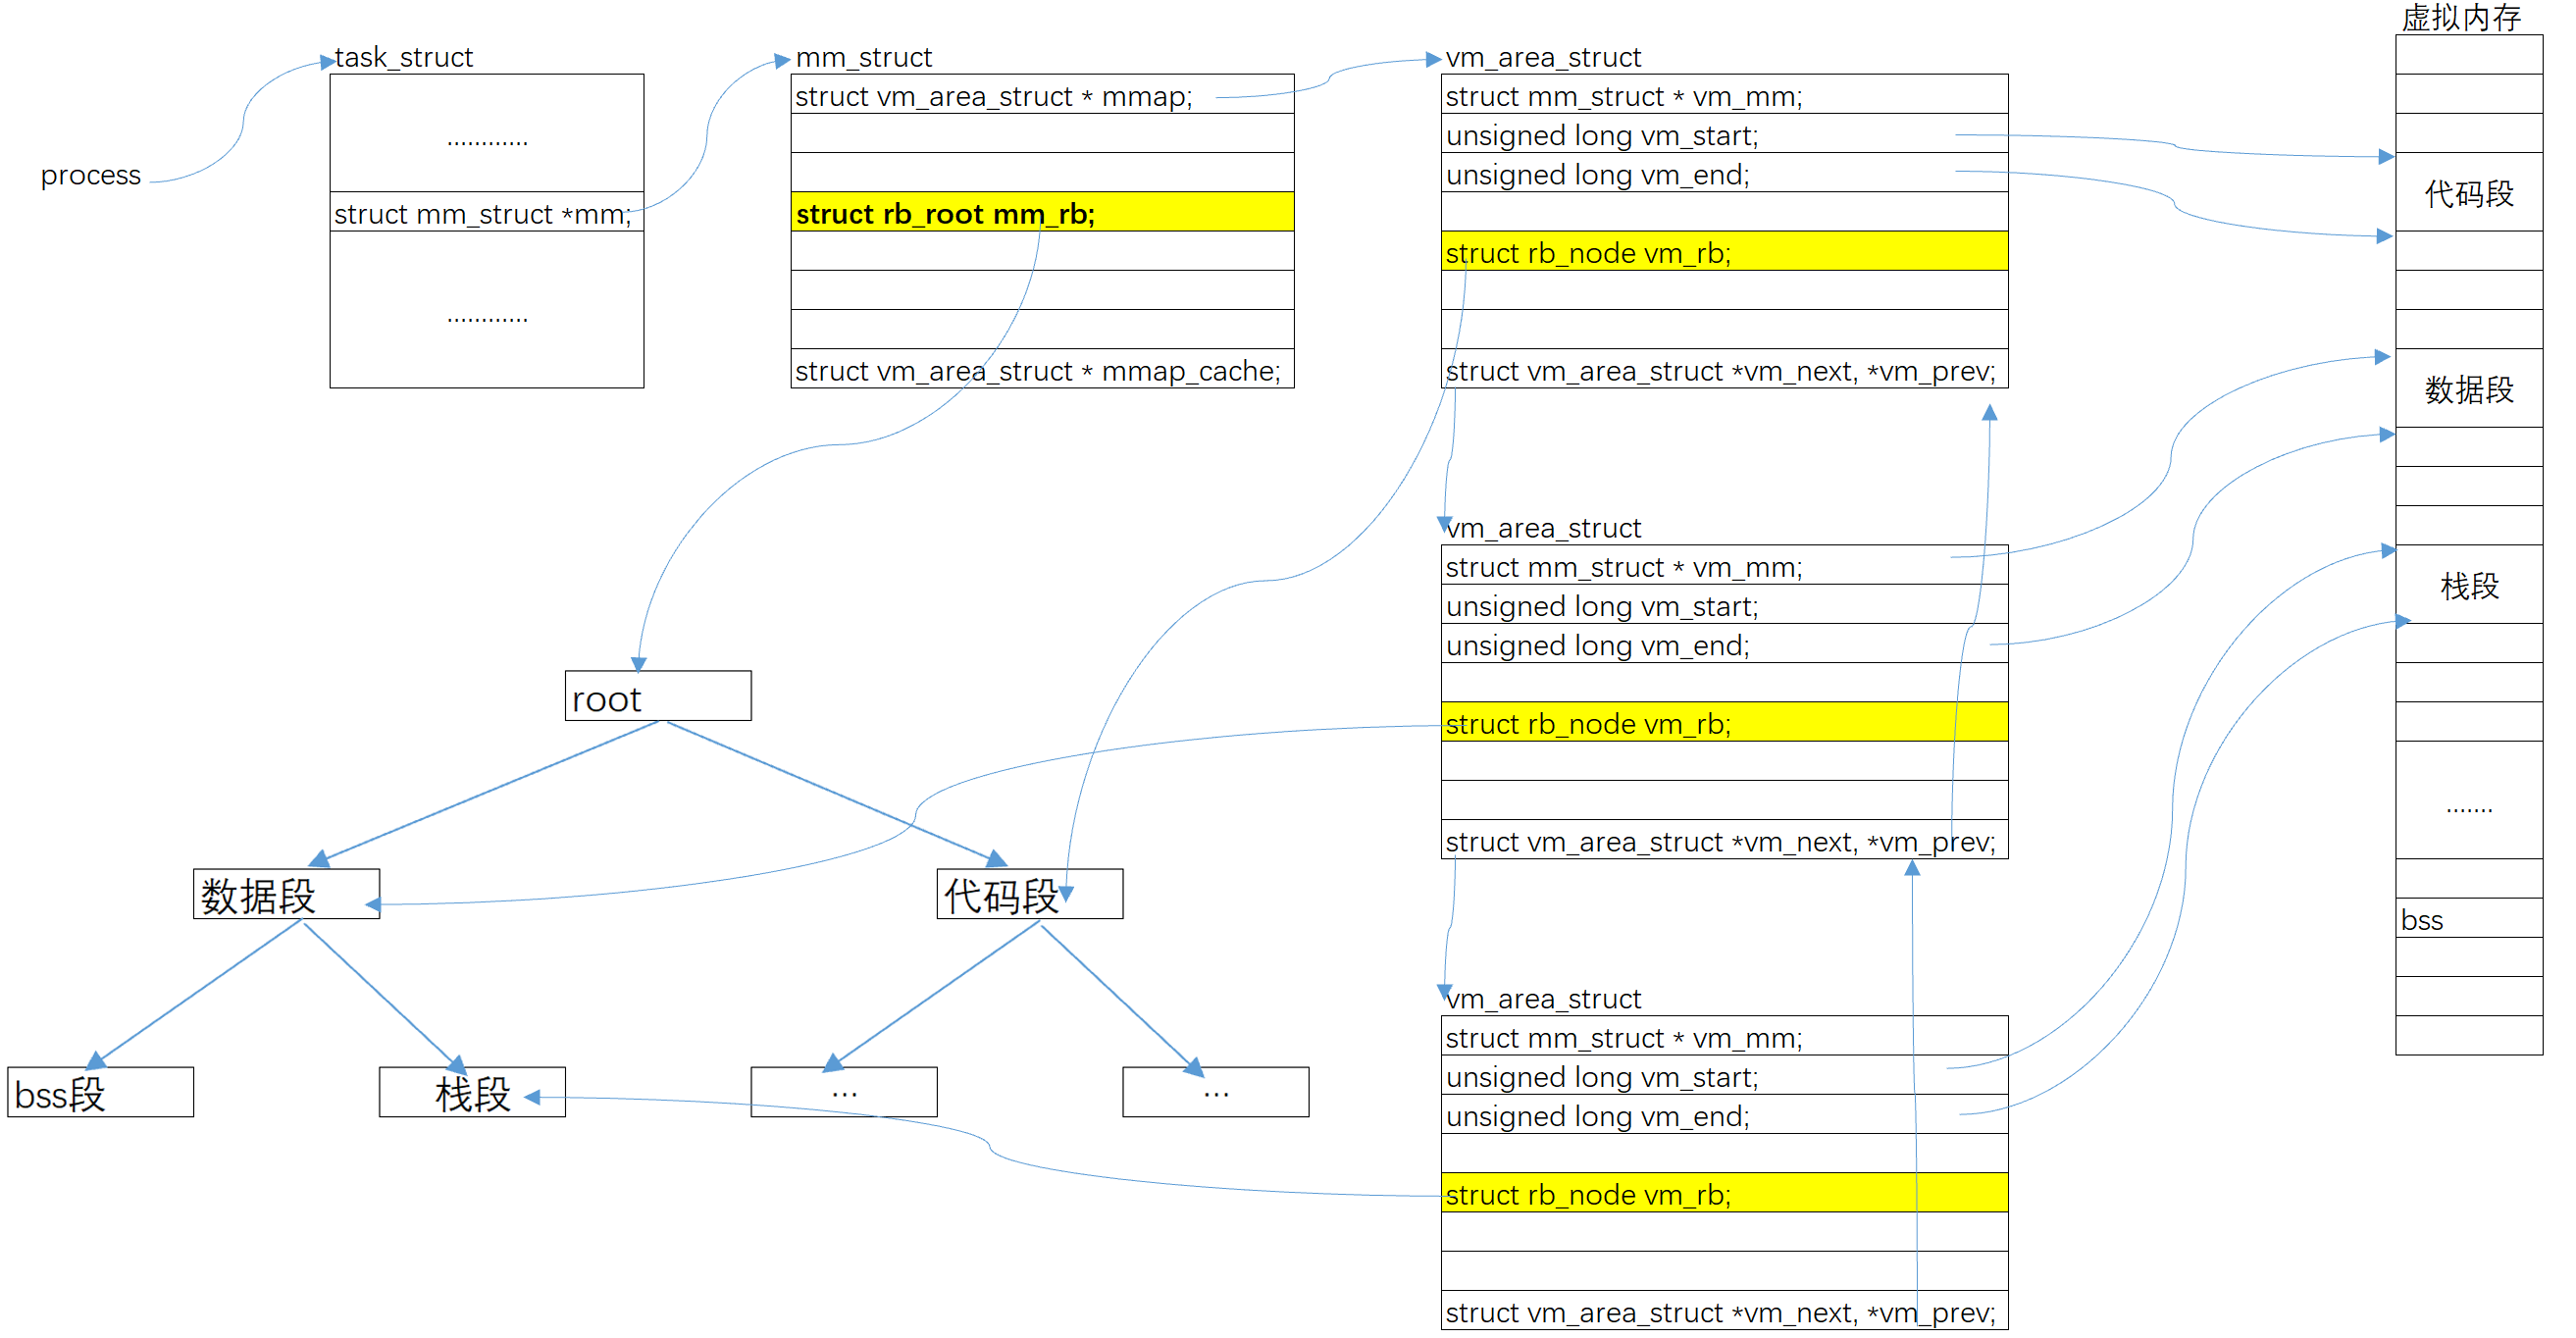 process
task_struct
............
struct mm_struct *mm;
............
mm_struct
struct vm_area_struct * mmap;
struct rb_root mm_rb;
struct vm_area_struct * mmap_cache;
vm_area_struct
struct mm_struct * vm_mm;
unsigned long vm_start;
unsigned long vm_end;
struct rb_node vm_rb;
struct vm_area_struct *vm_next, *vm_prev;
vm_area_struct
struct mm_struct * vm_mm;
unsigned long vm_start;
unsigned long vm_end;
struct rb_node vm_rb;
struct vm_area_struct *vm_next, *vm_prev;
vm_area_struct
struct mm_struct * vm_mm;
unsigned long vm_start;
unsigned long vm_end;
struct rb_node vm_rb;
struct vm_area_struct *vm_next, *vm_prev;
root
数据段
代码段
bss段
栈段
...
...
虚拟内存
代码段
数据段
栈段
.......
bss